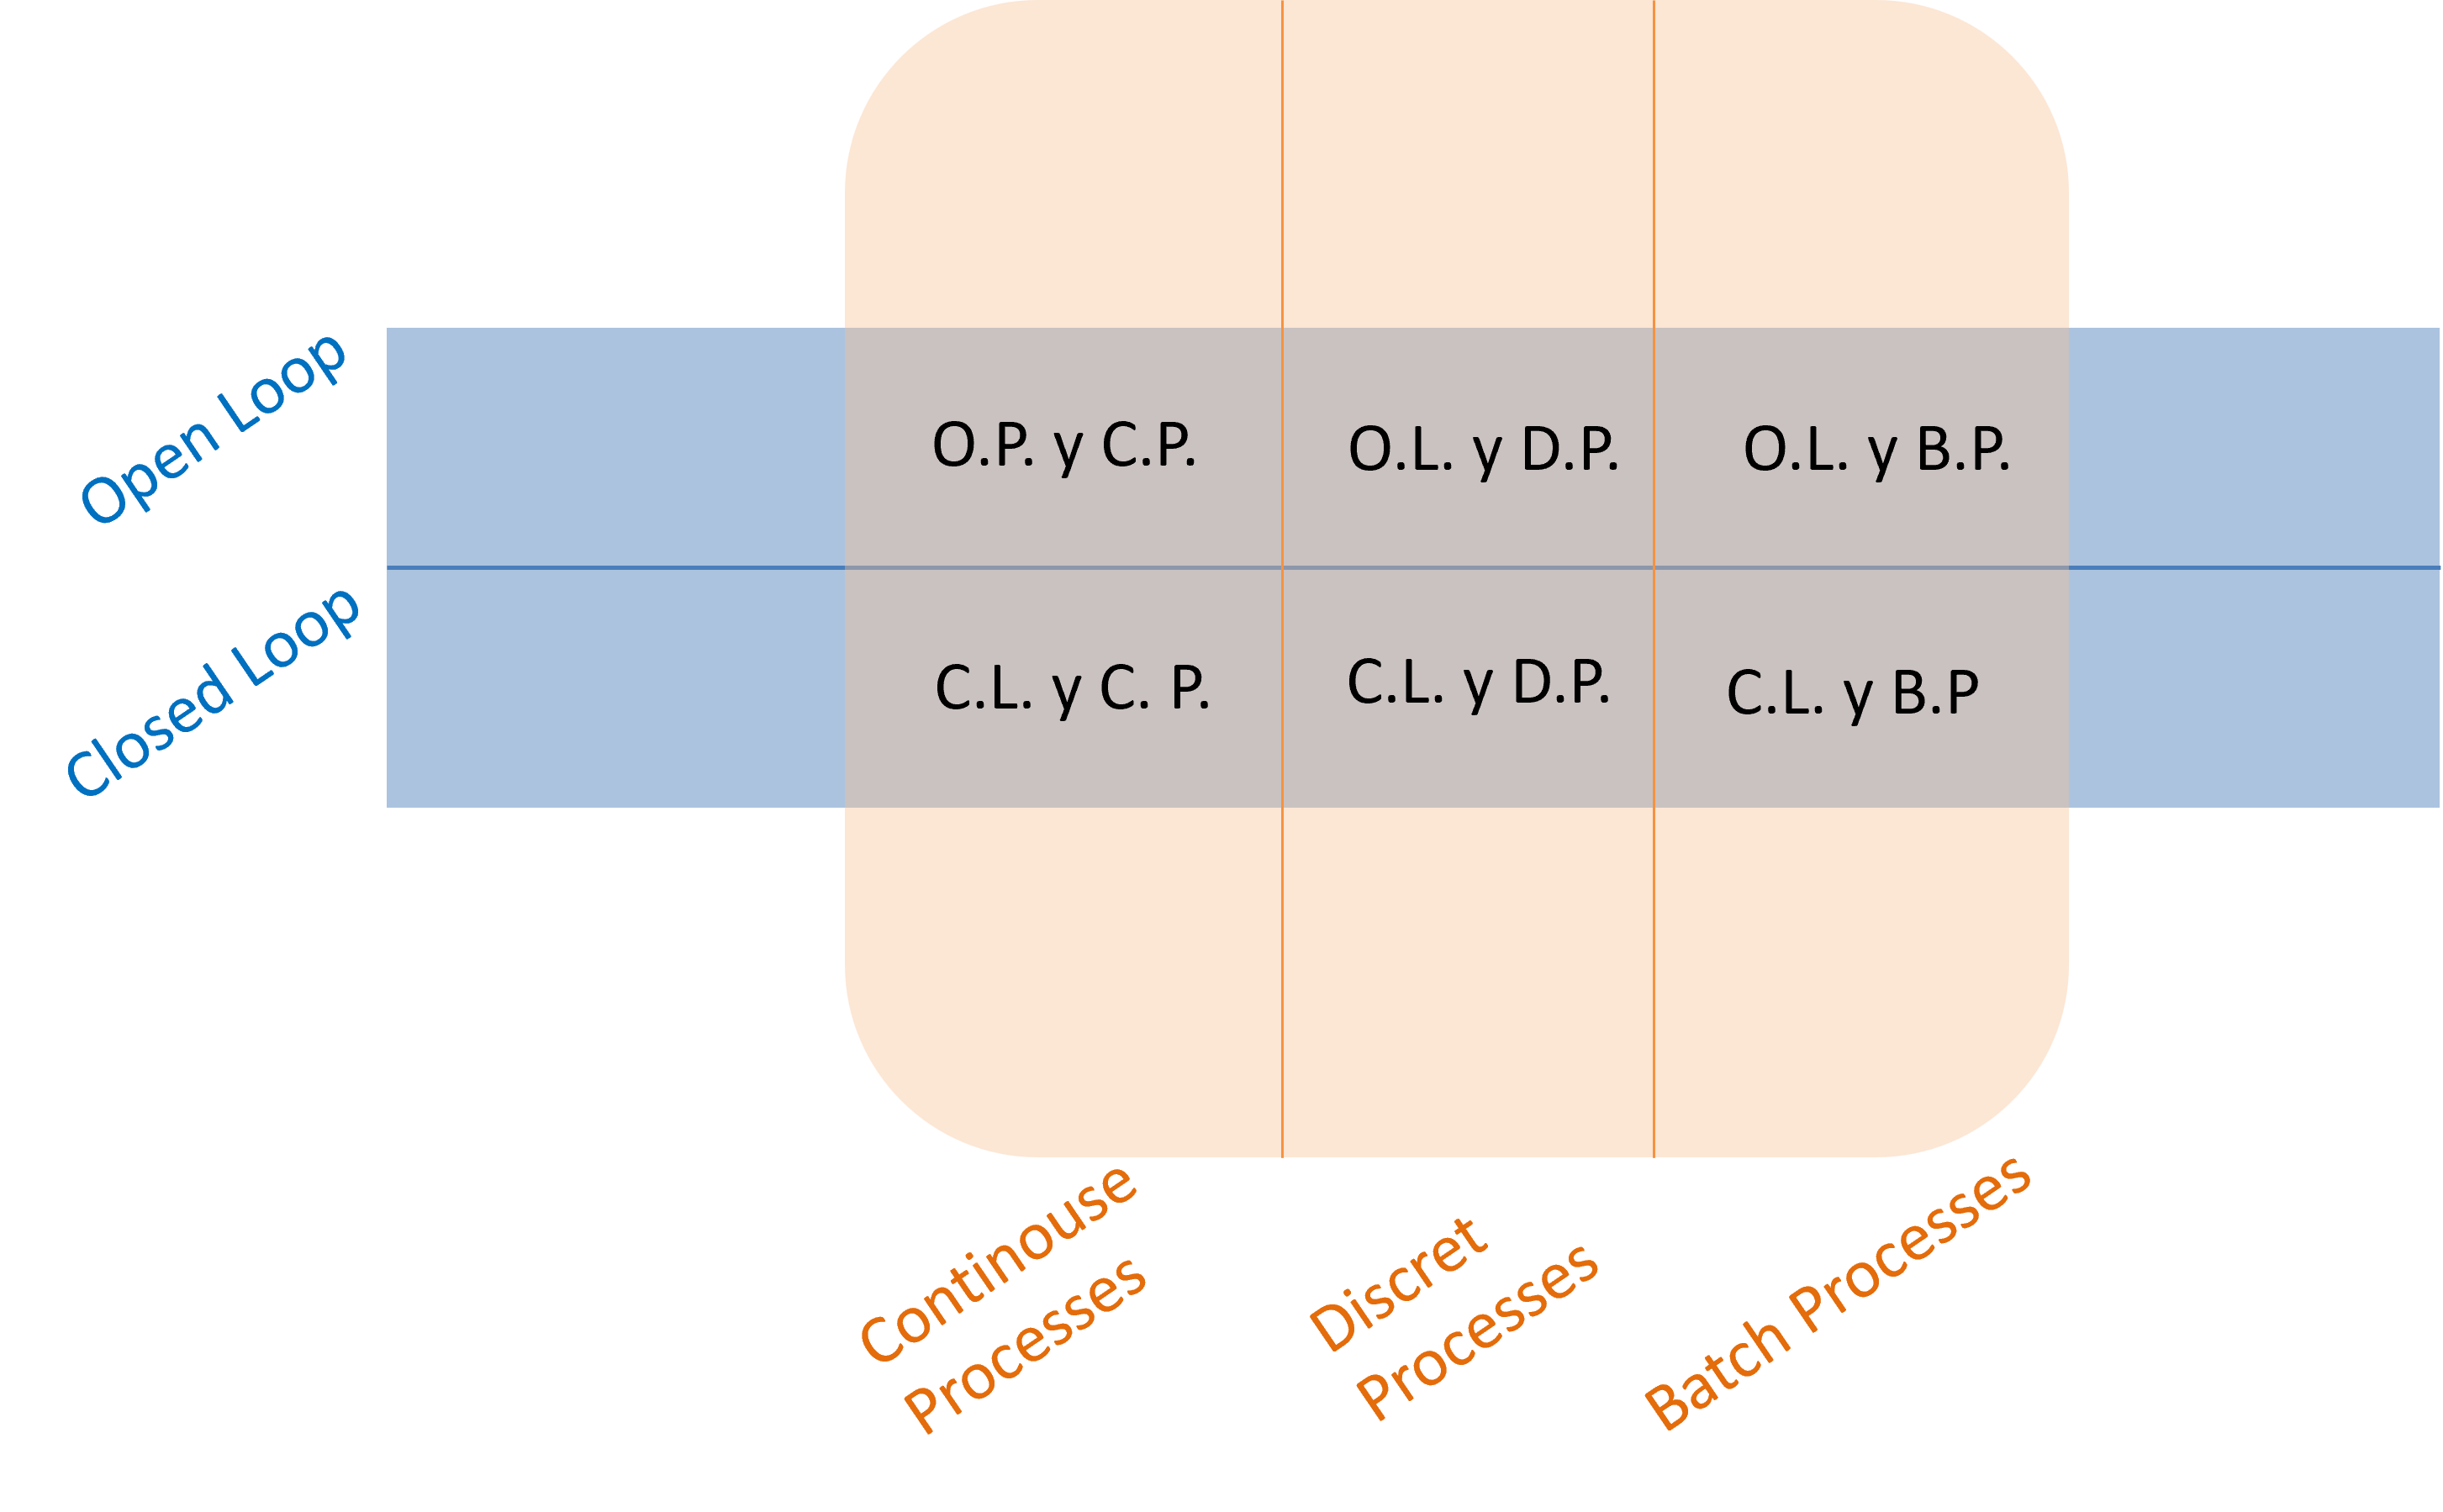 Open Loop
O.P. y C.P.
O.L. y D.P.
O.L. y B.P.
Closed Loop
C.L. y C. P.
C.L. y D.P.
C.L. y B.P
Continouse
Processes
Discret
Processes
Batch Processes